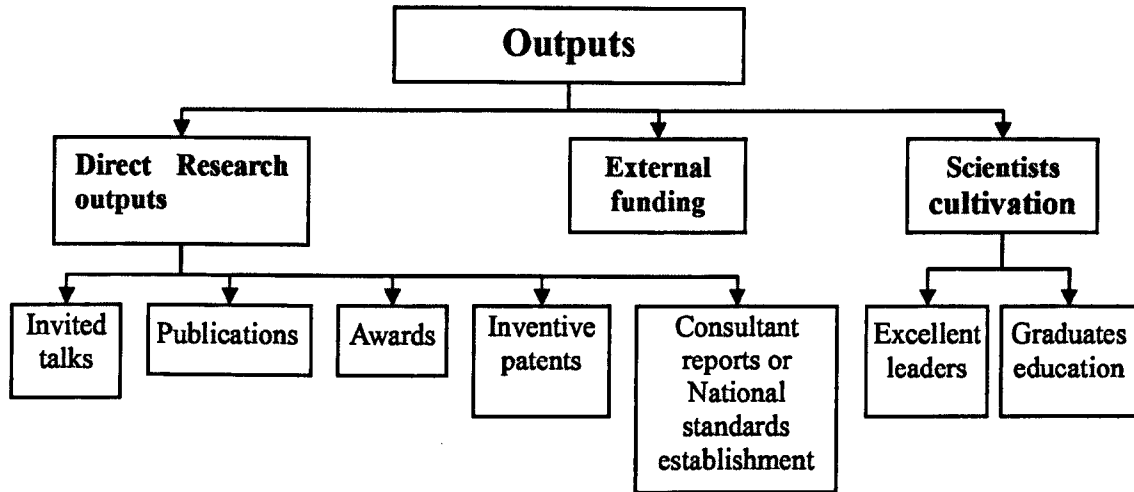 Outputs
Direct Research
outputs
External
funding
Scientists
cultivation
Invited
talks
Publications
Awards
Inventive
patents
Consultant
reports or
National
standards
establishment
Excellent
leaders
Graduates
education